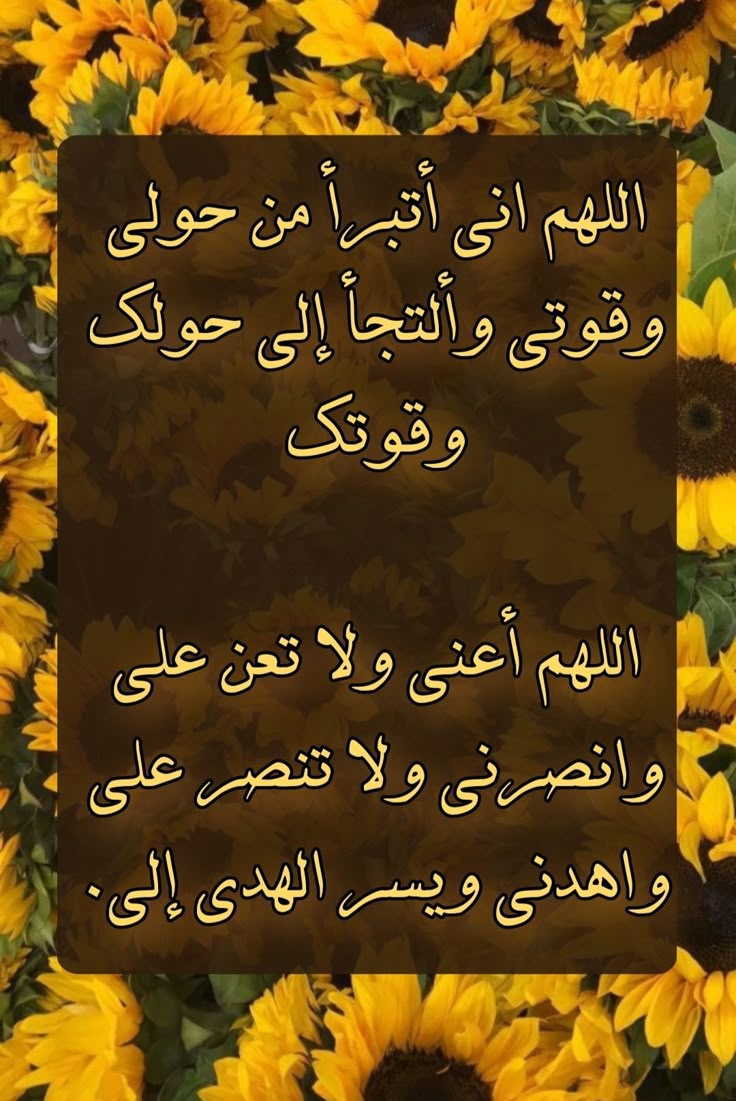 اللهم انى أتبرأ من حولى
وقوتى وألتجأ إلى حولك
وقوتك
اللهم أعنى ولا تعن على
وانصرنى ولا تنصر على
واهدنى ويسر الهدى إلى.